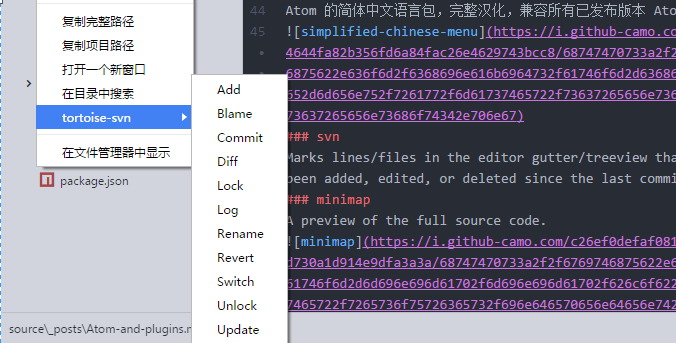 复制完整路径
复制项目路径
打开一个新窗口
在目录中搜索
tortoise-svn
在文件管理器中显示
package.json
source\_posts\Atom-and-plugins.
Add
Blame
Commit
Diff
Lock
Log
Rename
Revert
Switch
Unlock
Update
44 Atom 的简体中文语言包，完整汉化，兼容所有已发布版本 Ato
45 ![simplified-chinese-menu](https://i.github-camo.co
4644fa82b356fd6a84fac26e4629743bcc8/68747470733a2f2
6875622e636f6d2f6368696e616b6964732f61746f6d2d63686
652d6d656e752f7261772f6d61737465722f73637265656e736
73637265656e73686f74342e706e67)
### svn
Marks lines/files in the editor gutter/treeview tha
been added, edited, or deleted since the last commi
### minimap
A preview of the full source code.
![minimap](https://i.github-camo.com/c26ef0defaf081
d730a1d914e9dfa3a3a/68747470733a2f2f6769746875622e6
61746f6d2d6d696e696d61702f6d696e696d61702f626c6f622
7465722f7265736f75726365732f696e646570656e64656e742